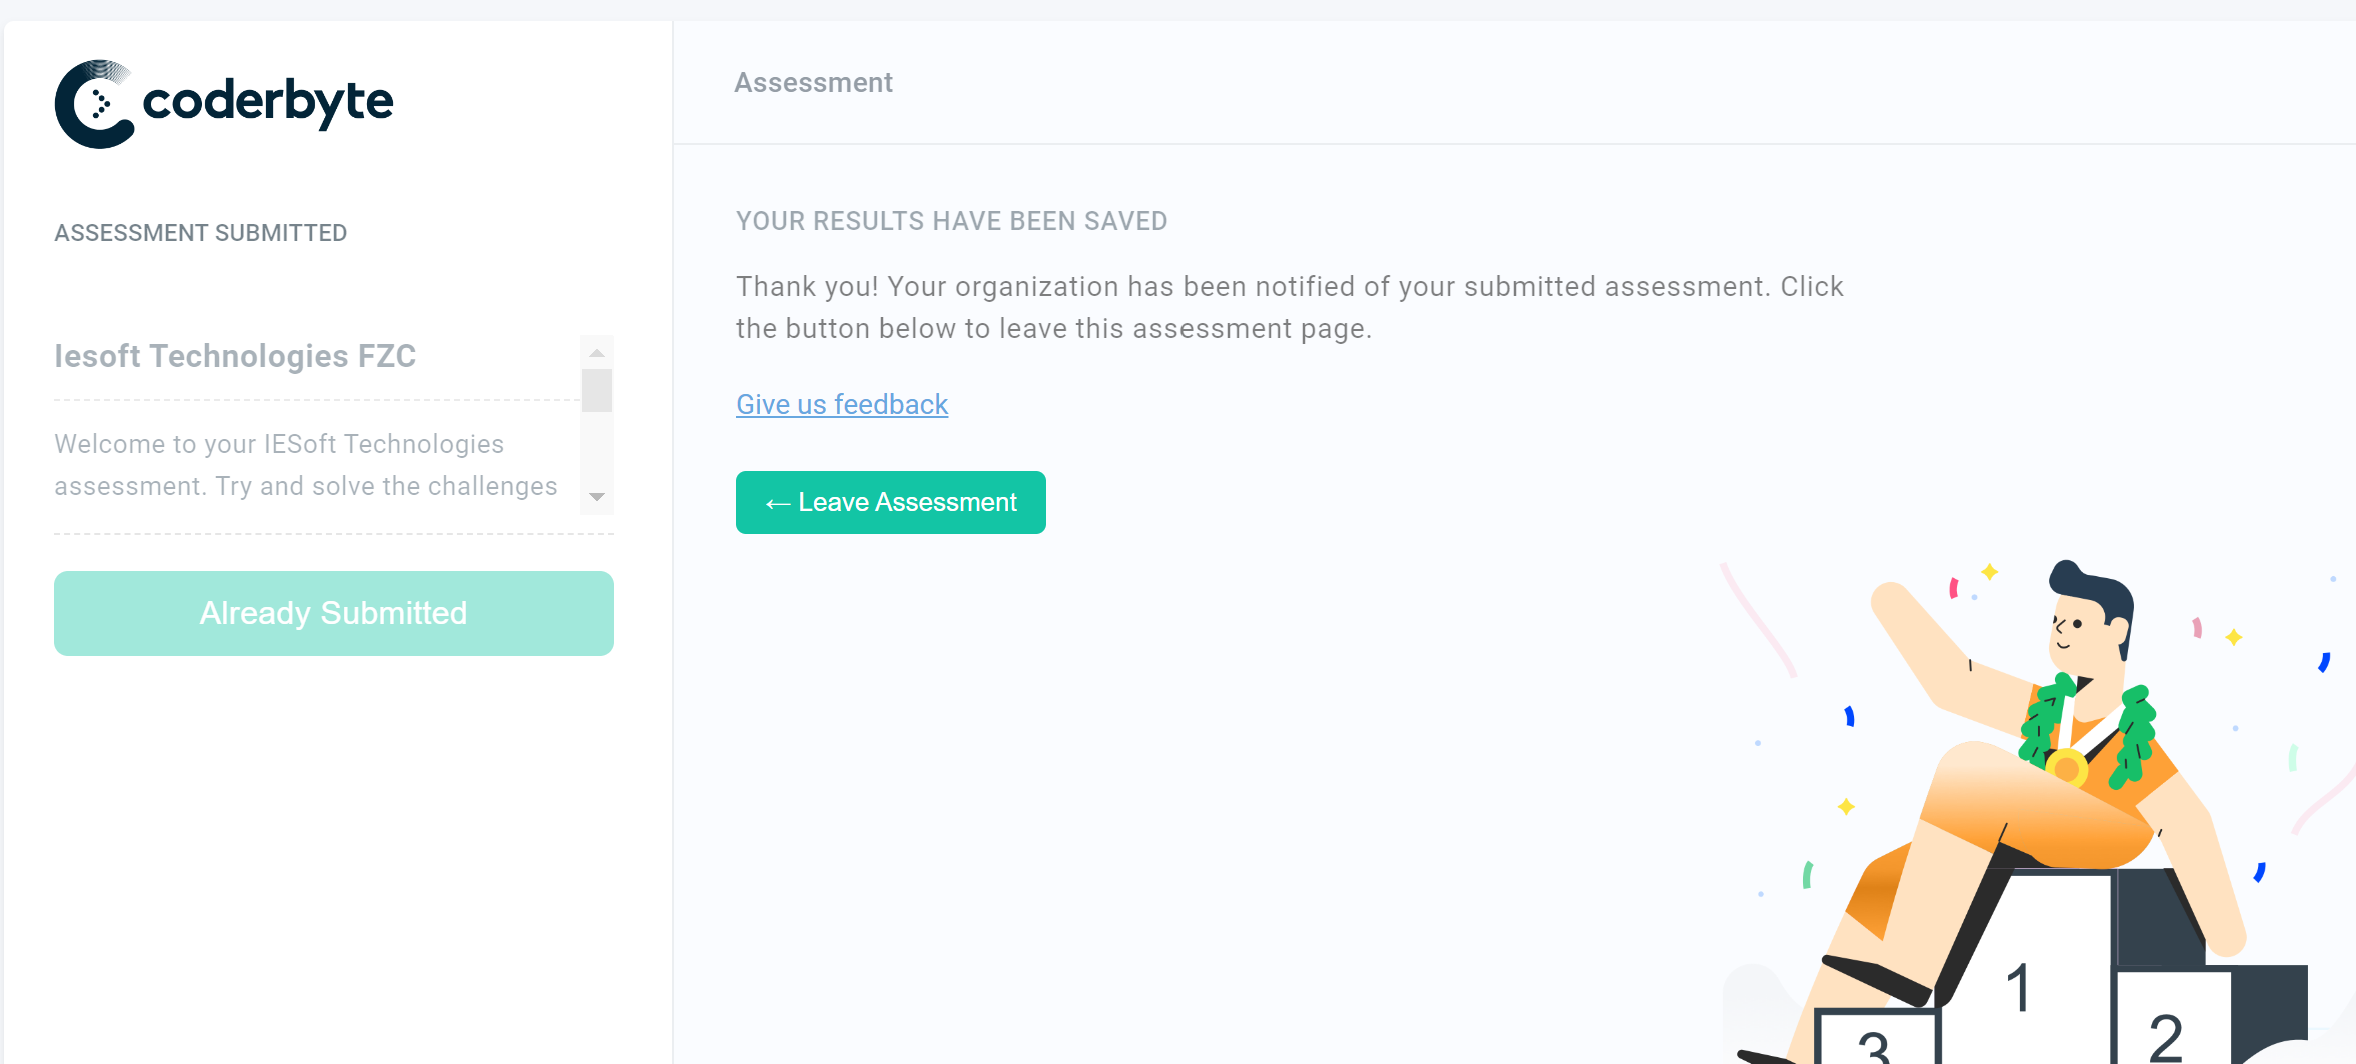 coderbyte
ASSESSMENT SUBMITTED
Iesoft Technologies FZC
Welcome to your IESoft Technologies
assessment. Try and solve the challenges
Already Submitted
Assessment
YOUR RESULTS HAVE BEEN SAVED
Thank you! Your organization has been notified of your submitted assessment. Click
the button below to leave this assessment page.
Give us feedback
← Leave Assessment
1
2
3